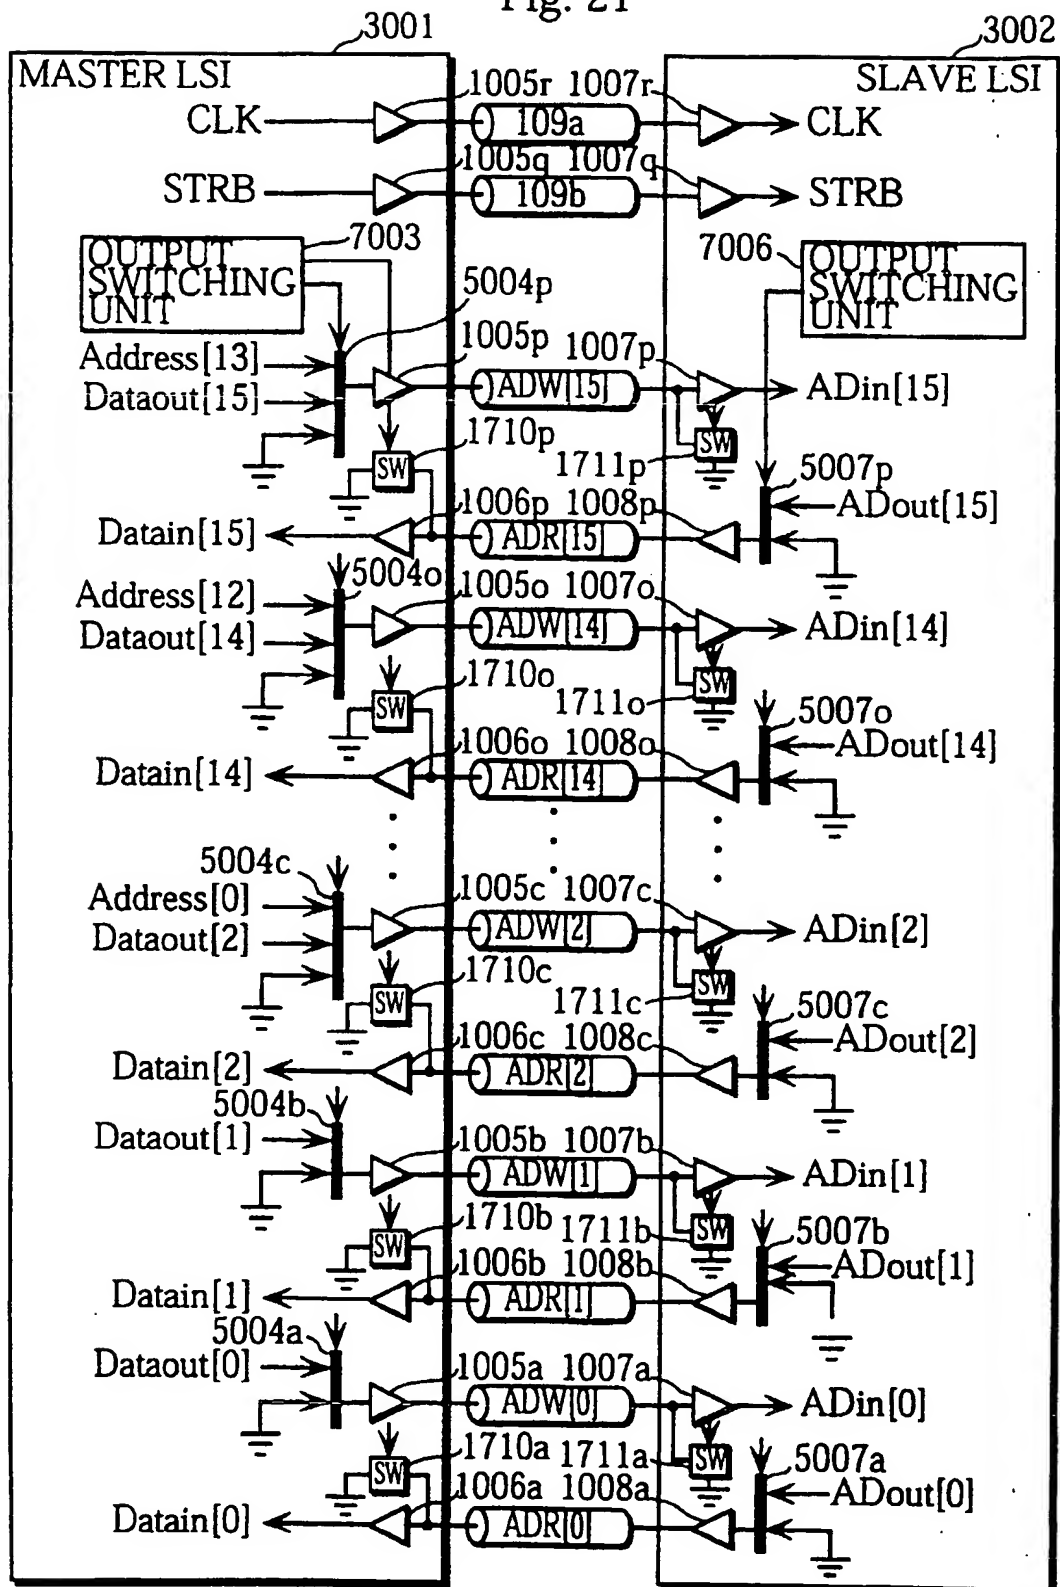 Fig. 21
3001 3002
MASTER LSI SLAVE LSI
1005r 1007r
CLK 109a CLK
1005q 1007q
STRB 109b STRB
7003 7006
OUTPUT SWITCHING UNIT
OUTPUT SWITCHING UNIT
5004p
Address[13] 1005p 1007p
Dataout[15] ADW[15] ADin[15]
1710p SW SW 1711p 5007p
1006p 1008p ADout[15]
Datain[15] ADR[15]
5004o
Address[12] 1005o 1007o
Dataout[14] ADW[14] ADin[14]
1710o SW SW 1711o 5007o
1006o 1008o ADout[14]
Datain[14] ADR[14]
5004c
Address[0] 1005c 1007c
Dataout[2] ADW[2] ADin[2]
1710c SW SW 1711c 5007c
1006c 1008c ADout[2]
Datain[2] ADR[2]
5004b
Dataout[1] 1005b 1007b
ADW[1] ADin[1]
1710b SW SW 1711b 5007b
1006b 1008b ADout[1]
Datain[1] ADR[1]
5004a
Dataout[0] 1005a 1007a
ADW[0] ADin[0]
1710a SW SW 1711a 5007a
1006a 1008a ADout[0]
Datain[0] ADR[0]